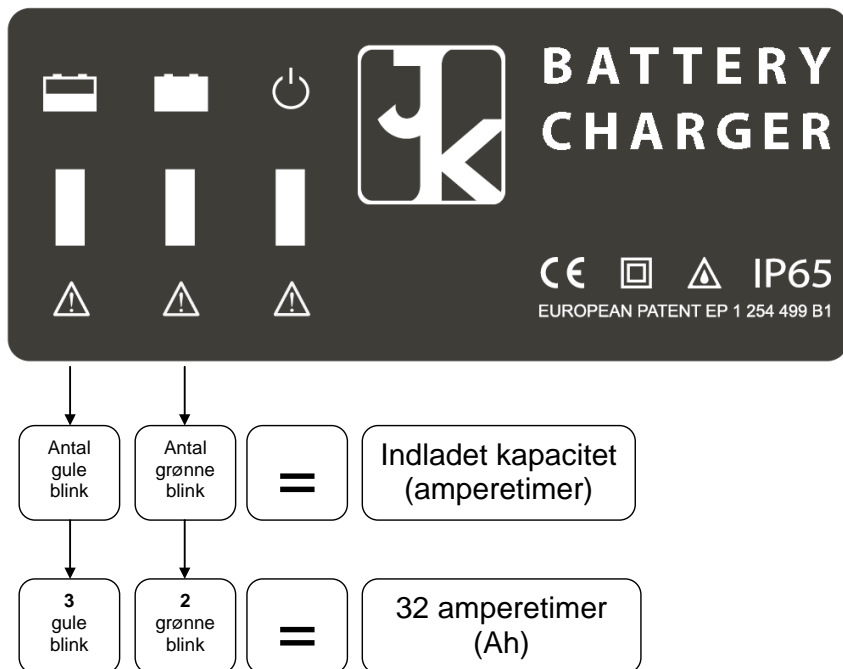 JK
BATTERY
CHARGER
CE IP65
EUROPEAN PATENT EP 1 254 499 B1
Antal
gule
blink
Antal
grønne
blink
=
Indladet kapacitet
(amperetimer)
3
gule
blink
2
grønne
blink
=
32 amperetimer
(Ah)